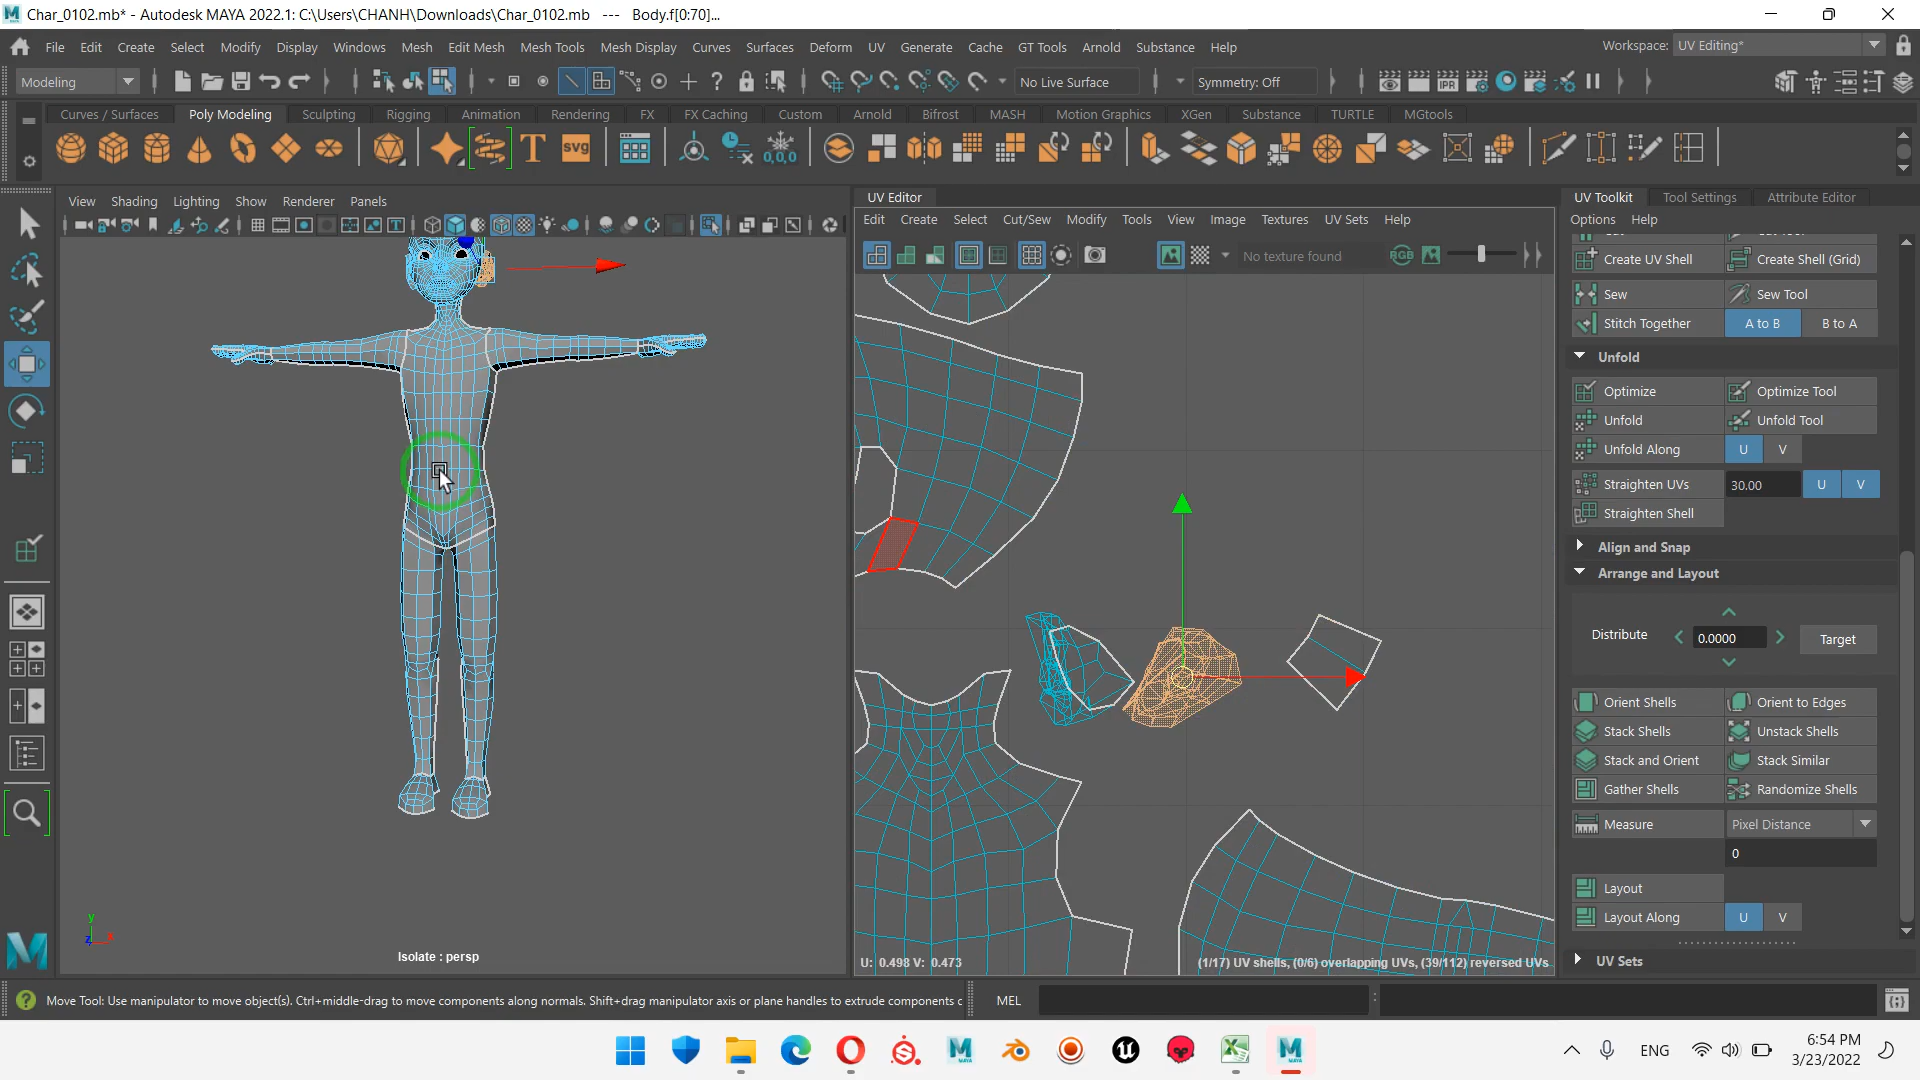 Char_0102.mb* - Autodesk MAYA 2022.1: C:\Users\CHANH\Downloads\Char_0102.mb --- Body.f[0:70]...
File Edit Create Select Modify Display Windows Mesh Edit Mesh Mesh Tools Mesh Display Curves Surfaces Deform UV Generate Cache GT Tools Arnold Substance Help
Workspace: UV Editing*
Modeling
No Live Surface
Symmetry: Off
Curves / Surfaces Poly Modeling Sculpting Rigging Animation Rendering FX FX Caching Custom Arnold Bifrost MASH Motion Graphics XGen Substance TURTLE MGtools
SVG
0,0,0
IPR
View Shading Lighting Show Renderer Panels
UV Editor
Edit Create Select Cut/Sew Modify Tools View Image Textures UV Sets Help
No texture found
RGB
UV Toolkit Tool Settings Attribute Editor
Options Help
Create UV Shell Create Shell (Grid)
Sew Sew Tool
Stitch Together A to B B to A
Unfold
Optimize Optimize Tool
Unfold Unfold Tool
Unfold Along U V
Straighten UVs 30.00 U V
Straighten Shell
Align and Snap
Arrange and Layout
Distribute 0.0000 Target
Orient Shells Orient to Edges
Stack Shells Unstack Shells
Stack and Orient Stack Similar
Gather Shells Randomize Shells
Measure Pixel Distance
0
Layout
Layout Along U V
UV Sets
y
z
Isolate : persp
U: 0.498 V: 0.473
(1/17) UV shells, (0/6) overlapping UVs, (39/112) reversed UVs
Move Tool: Use manipulator to move object(s). Ctrl+middle-drag to move components along normals. Shift+drag manipulator axis or plane handles to extrude components
MEL
ENG
6:54 PM
3/23/2022